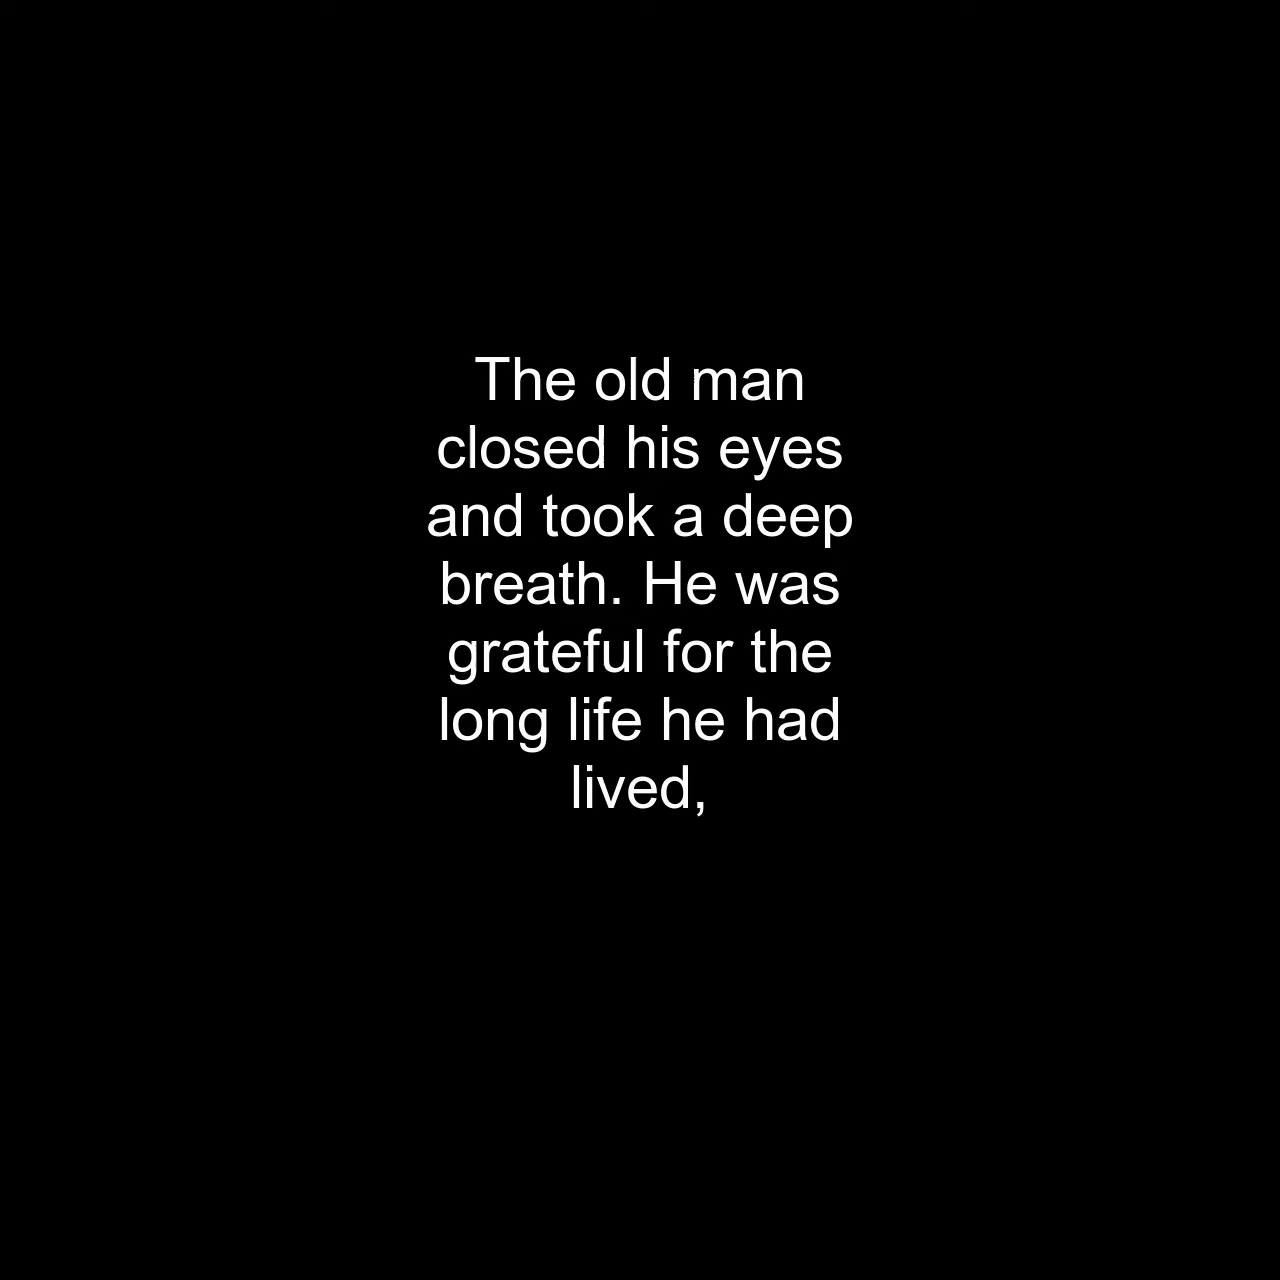 The old man
closed his eyes
and took a deep
breath. He was
grateful for the
long life he had
lived,